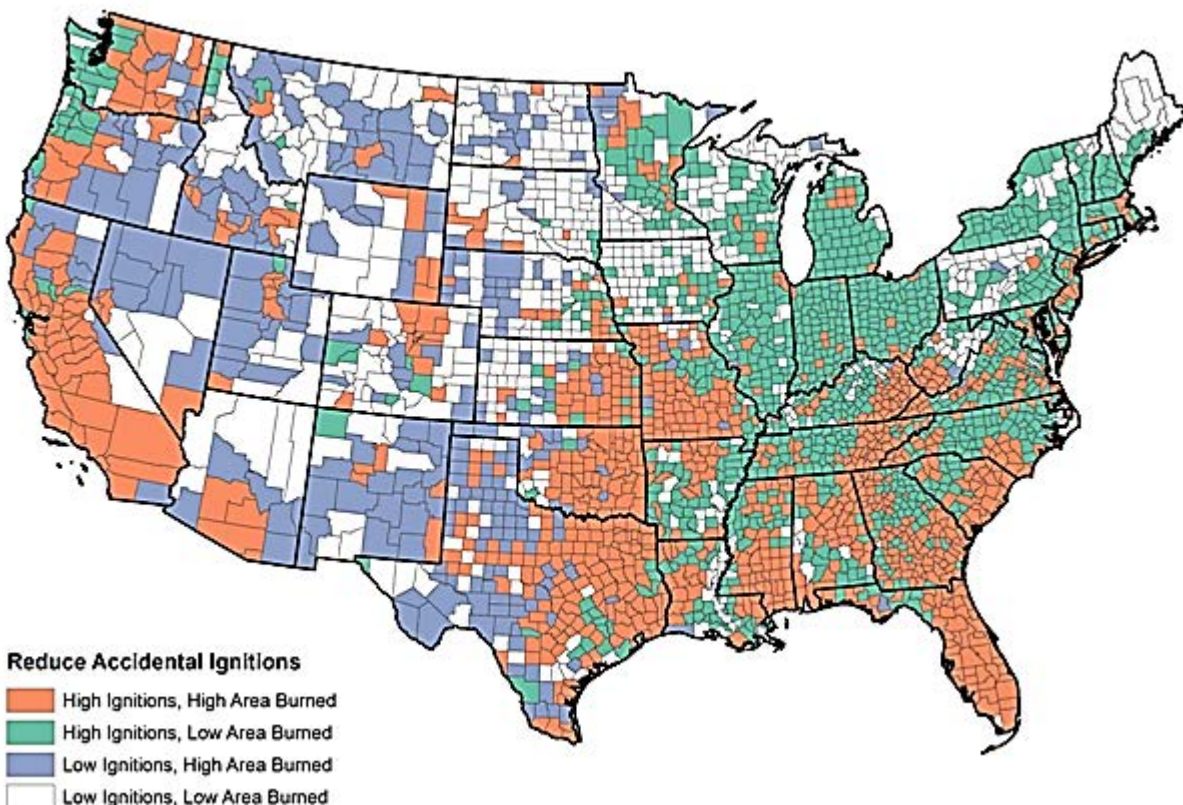 Reduce Accidental Ignitions
High Ignitions, High Area Burned
High Ignitions, Low Area Burned
Low Ignitions, High Area Burned
Low Ignitions, Low Area Burned